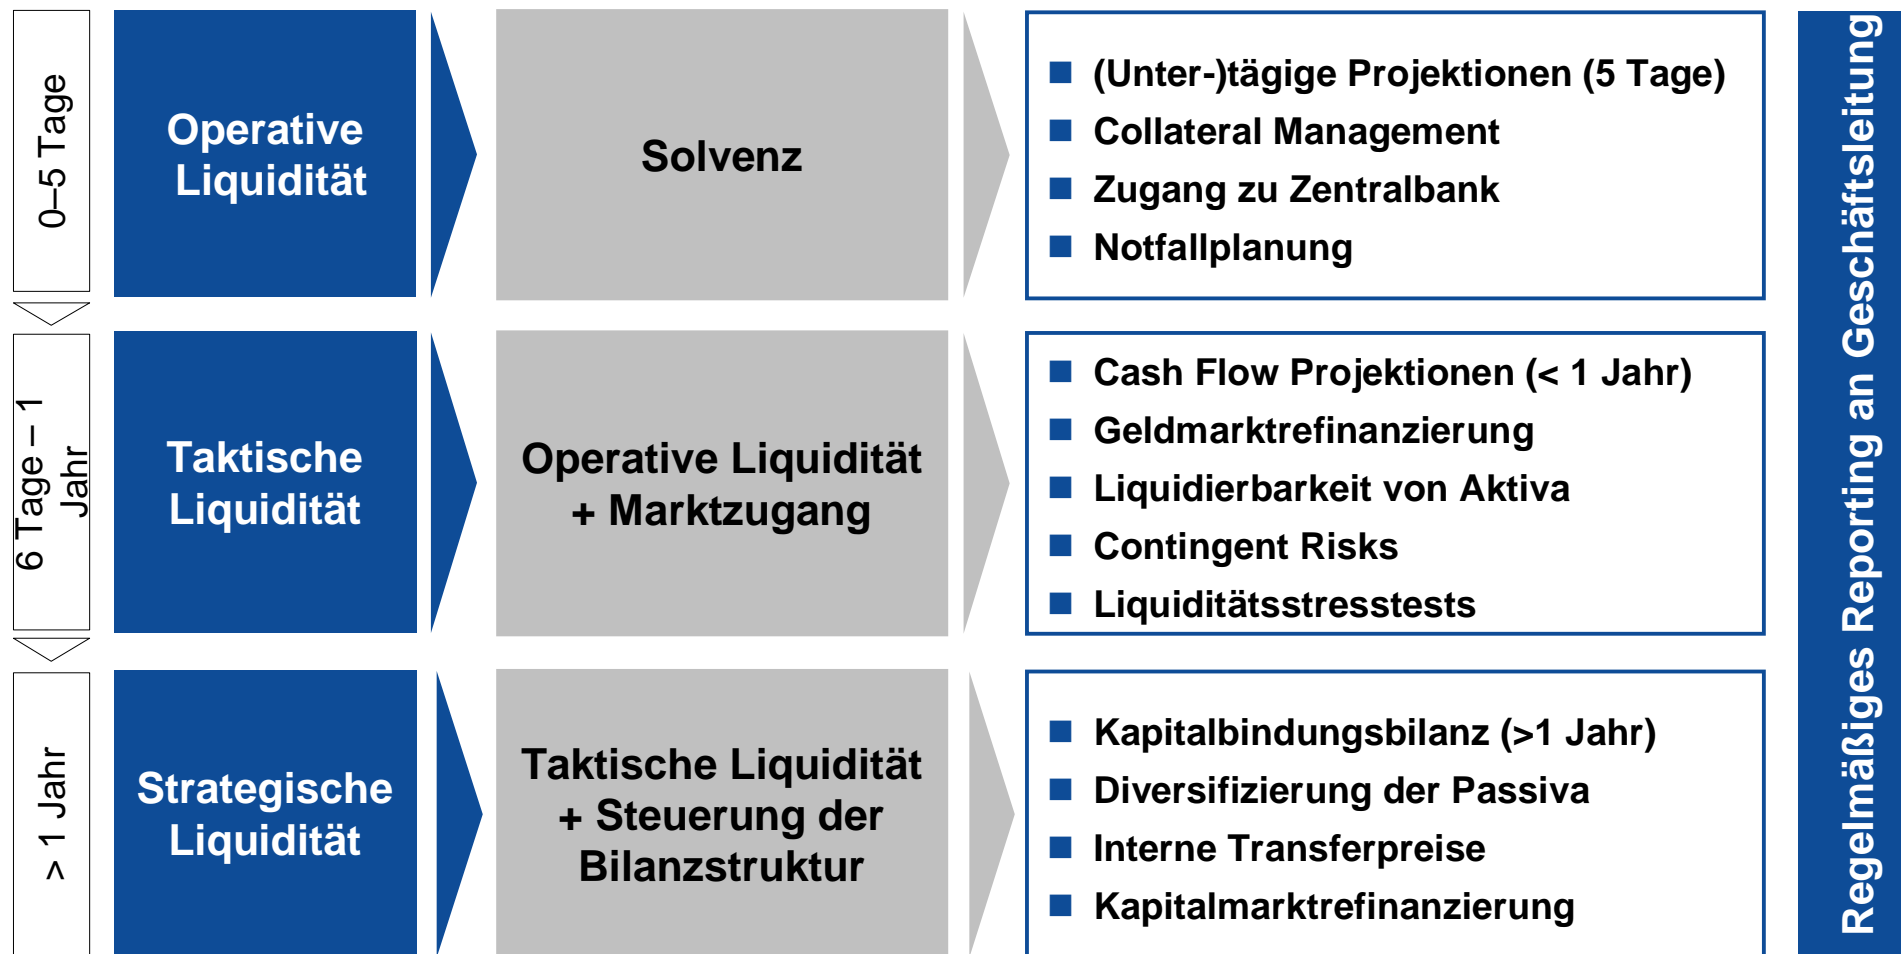 0–5 Tage
Operative
Liquidität
Solvenz
(Unter-)tägige Projektionen (5 Tage)
Collateral Management
Zugang zu Zentralbank
Notfallplanung
6 Tage – 1
Jahr
Taktische
Liquidität
Operative Liquidität
+ Marktzugang
Cash Flow Projektionen (< 1 Jahr)
Geldmarktrefinanzierung
Liquidierbarkeit von Aktiva
Contingent Risks
Liquiditätsstresstests
> 1 Jahr
Strategische
Liquidität
Taktische Liquidität
+ Steuerung der
Bilanzstruktur
Kapitalbindungsbilanz (>1 Jahr)
Diversifizierung der Passiva
Interne Transferpreise
Kapitalmarktrefinanzierung
Regelmäßiges Reporting an Geschäftsleitung